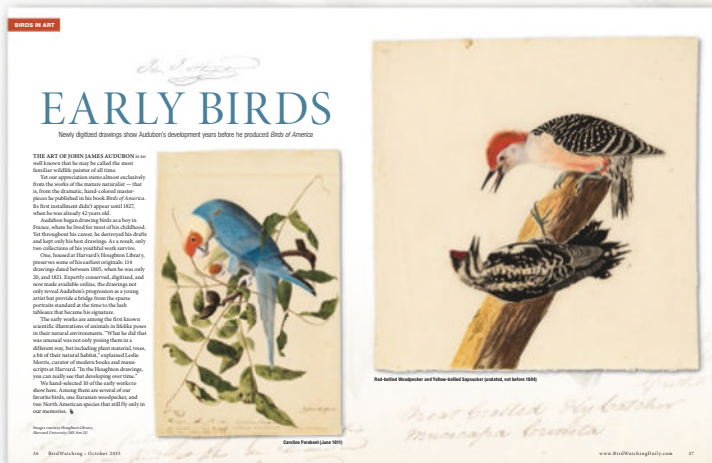 BIRDS IN ART
EARLY BIRDS
Newly digitized drawings show Audubon's development years before he produced Birds of America
THE ART OF JOHN JAMES AUDUBON is so
well known that he may be called the most
familiar wildlife painter of all time.
Yet our appreciation stems almost exclusively
from the works of the mature naturalist — that
is, from the dramatic, hand-colored master-
pieces he published in his book Birds of America.
Its first installment didn't appear until 1827,
when he was already 42 years old.
Audubon began drawing birds as a boy in
France, where he lived for most of his childhood.
Yet throughout his career, he destroyed his drafts
and kept only his best drawings. As a result, only
two collections of his youthful work survive.
One, housed at Harvard's Houghton Library,
preserves some of his earliest originals: 114
drawings dated between 1805, when he was only
20, and 1821. Expertly conserved, digitized, and
now made available online, the drawings not
only reveal Audubon's progression as a young
artist but provide a bridge from the sparse
portraits standard at the time to the lush
tableaux that became his signature.
The early works are among the first known
scientific illustrations of animals in lifelike poses
in their natural environments. "What he did that
was unusual was not only posing them in a
different way, but including plant material, trees,
a bit of their natural habitat," explained Leslie
Morris, curator of modern books and manu-
scripts at Harvard. "In the Houghton drawings,
you can really see that developing over time."
We hand-selected 10 of the early works to
show here. Among them are several of our
favorite birds, one Eurasian woodpecker, and
two North American species that still fly only in
our memories.
Images courtesy Houghton Library,
Harvard University
Carolina Parakeet (June 1811)
Red-bellied Woodpecker and Yellow-bellied Sapsucker (undated, not before 1804)
Great Crested Flycatcher
muscicapa crinita
26 BirdWatching • October 2015
www.BirdWatchingDaily.com 27